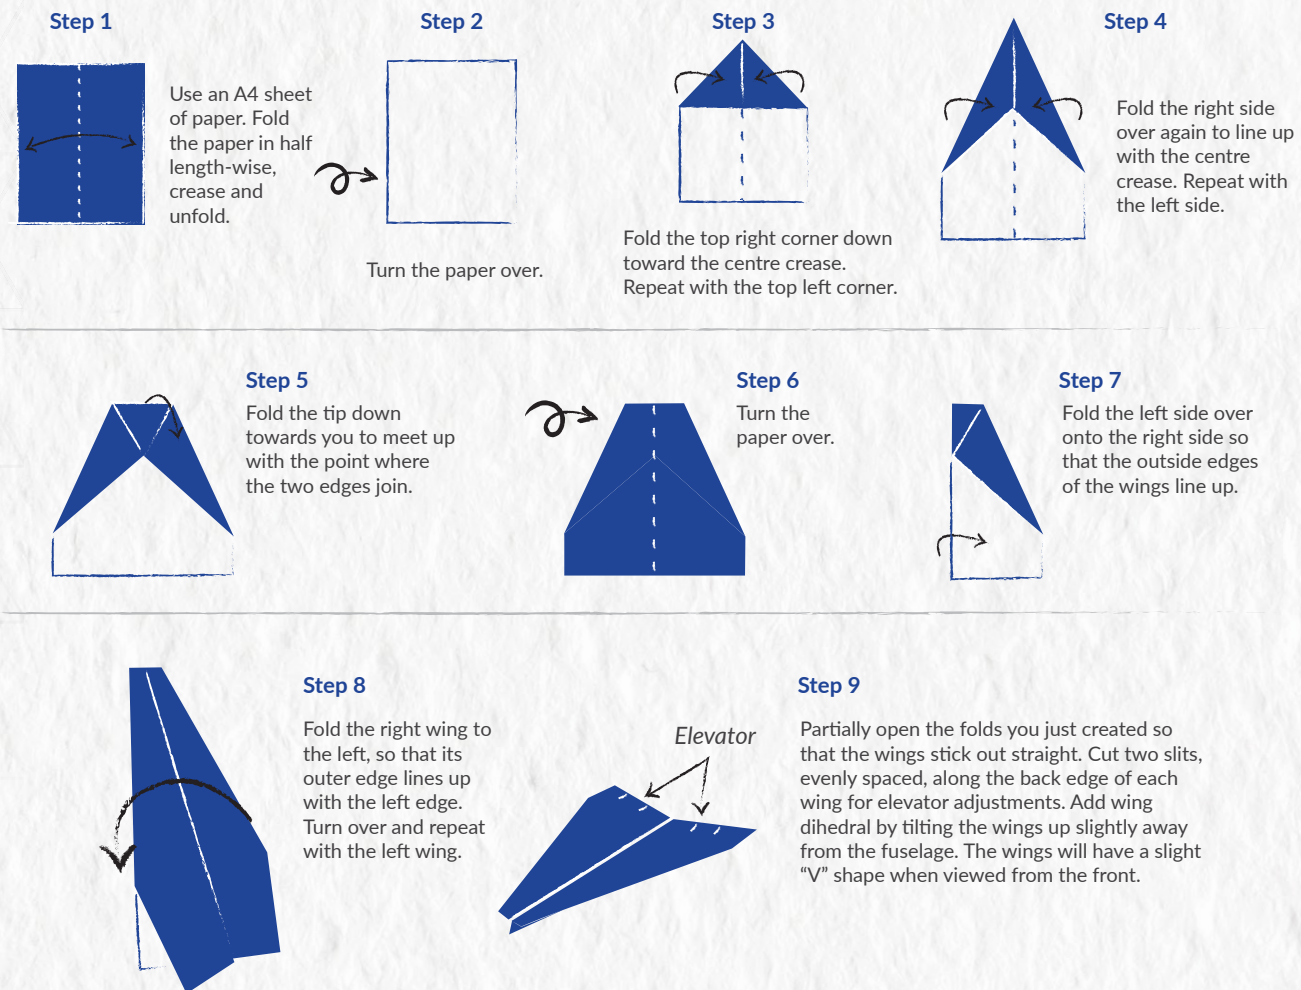 Step 1
Use an A4 sheet
of paper. Fold
the paper in half
length-wise,
crease and
unfold.
Step 2
Turn the paper over.
Step 3
Fold the top right corner down
toward the centre crease.
Repeat with the top left corner.
Step 4
Fold the right side
over again to line up
with the centre
crease. Repeat with
the left side.
Step 5
Fold the tip down
towards you to meet up
with the point where
the two edges join.
Step 6
Turn the
paper over.
Step 7
Fold the left side over
onto the right side so
that the outside edges
of the wings line up.
Step 8
Fold the right wing to
the left, so that its
outer edge lines up
with the left edge.
Turn over and repeat
with the left wing.
Elevator
Step 9
Partially open the folds you just created so
that the wings stick out straight. Cut two slits,
evenly spaced, along the back edge of each
wing for elevator adjustments. Add wing
dihedral by tilting the wings up slightly away
from the fuselage. The wings will have a slight
“V” shape when viewed from the front.